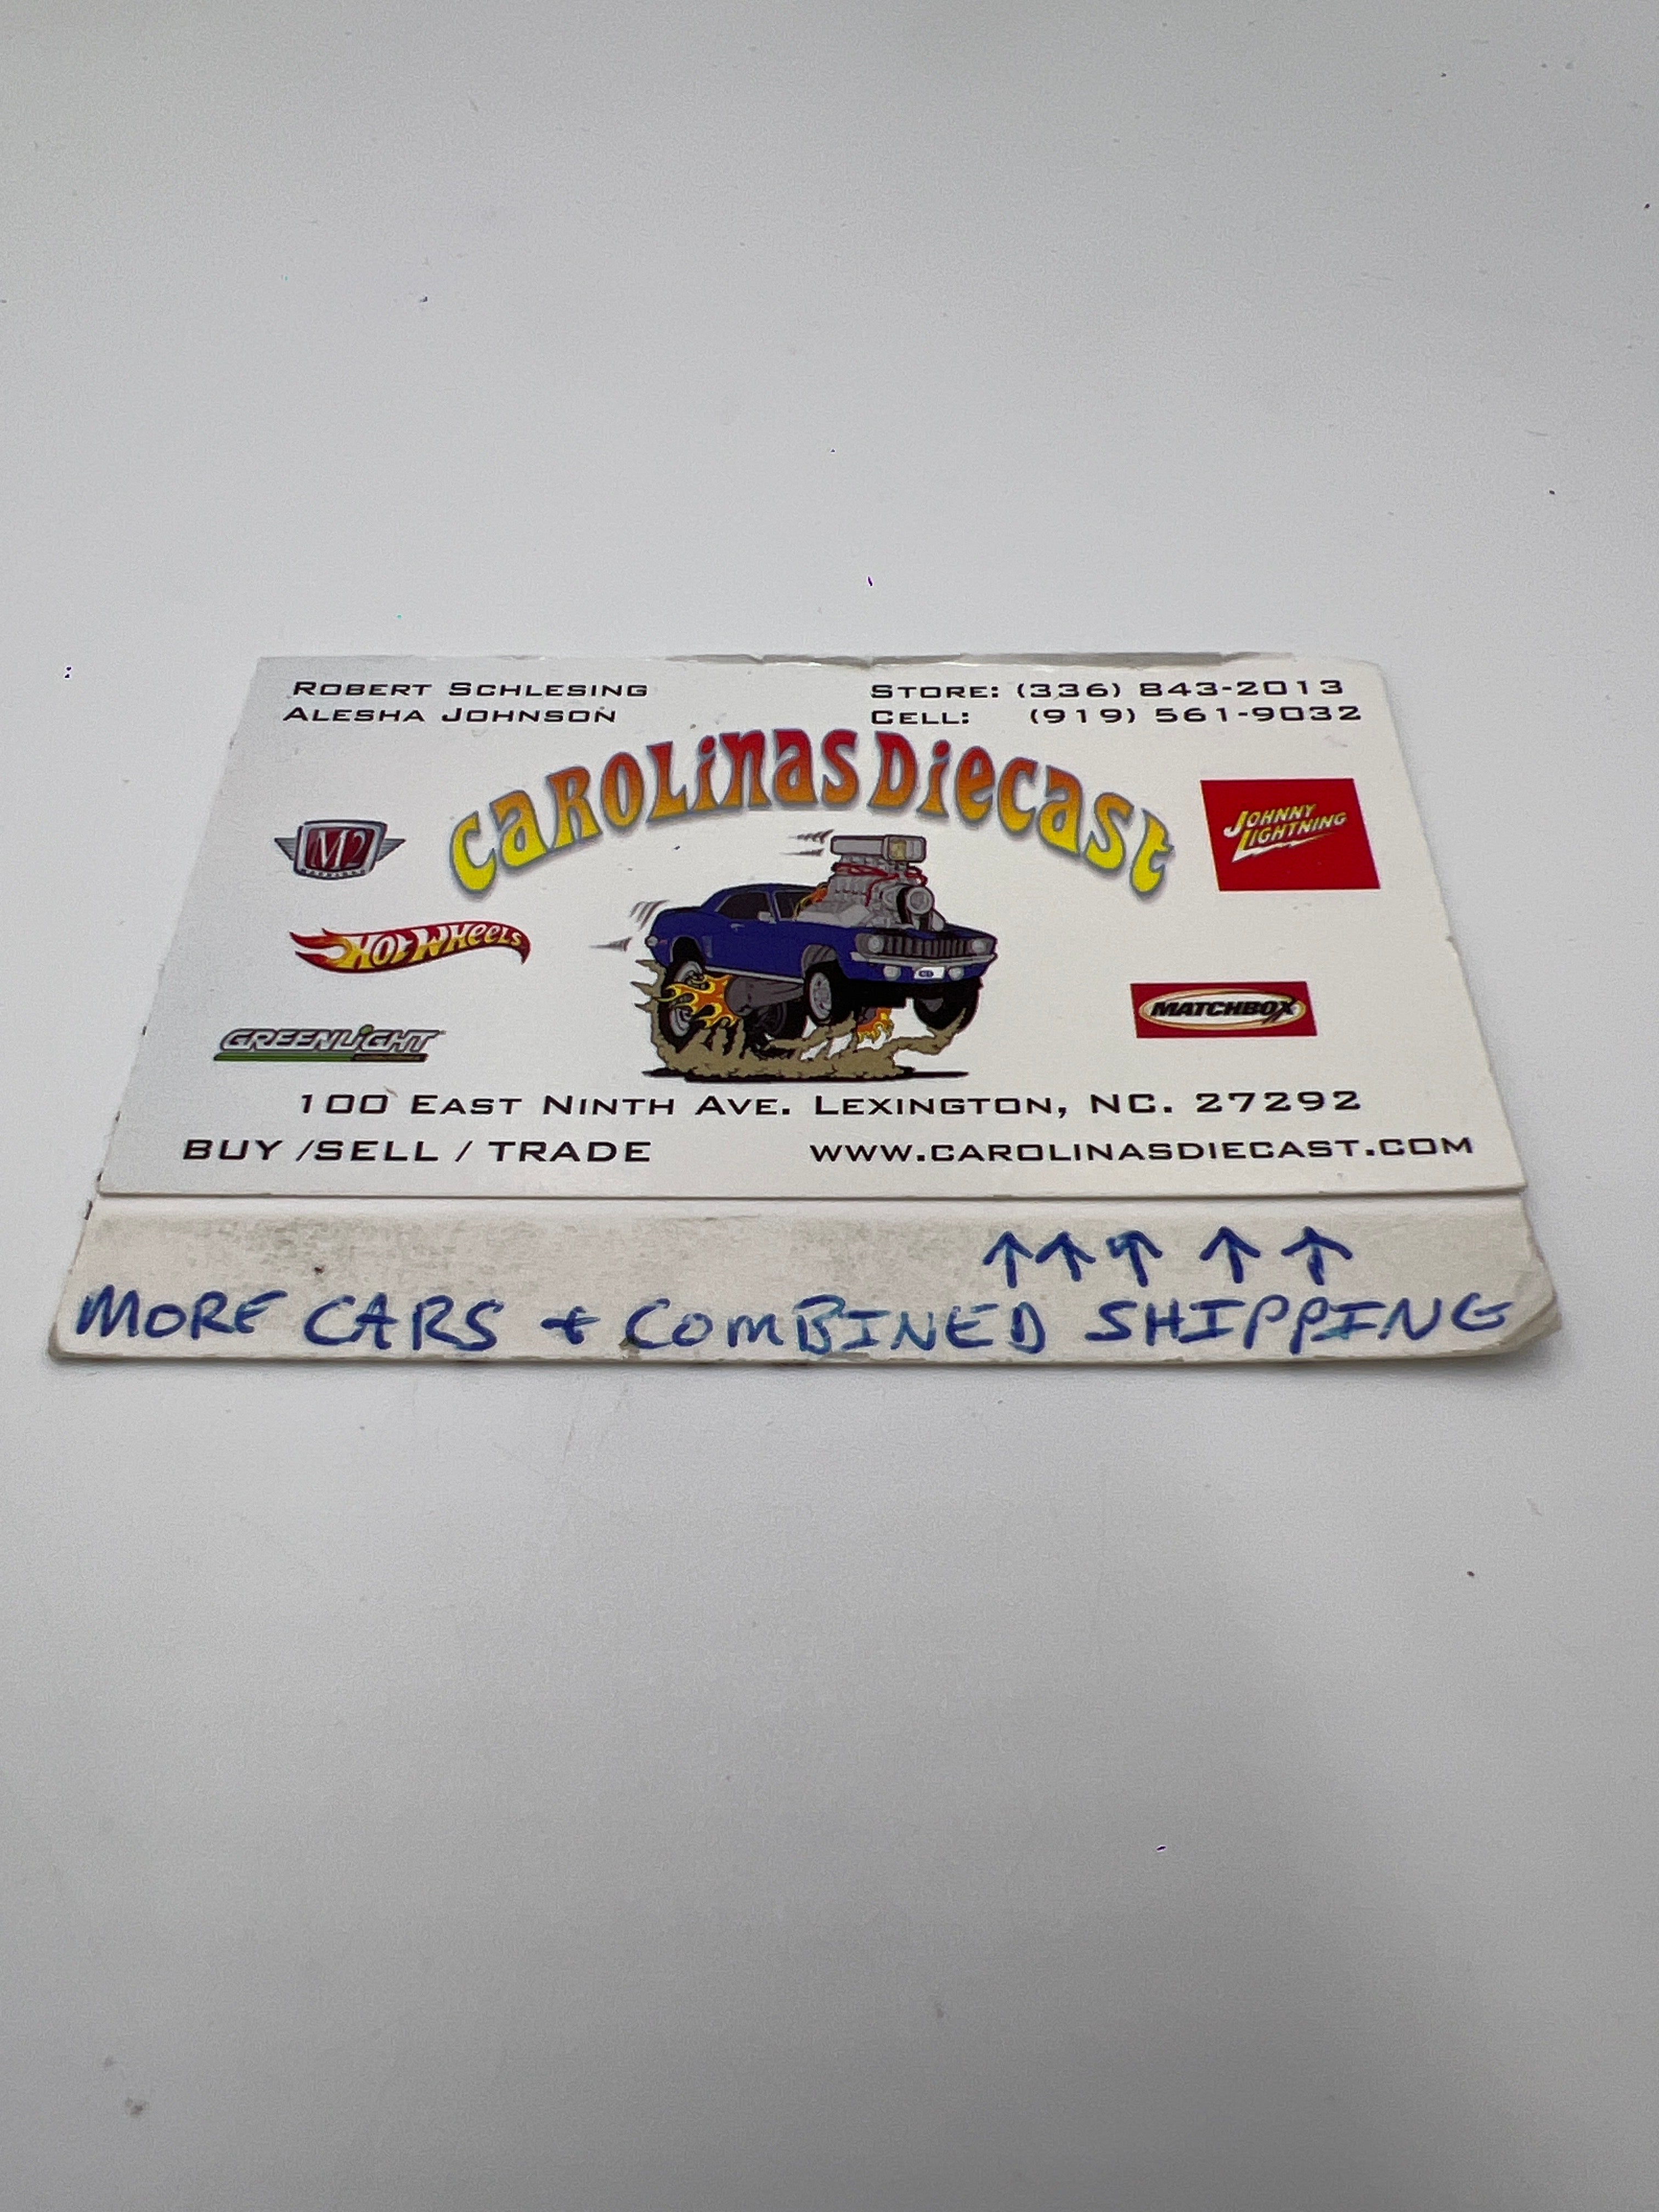 ROBERT SCHLESING
ALESHA JOHNSON
STORE: (336) 843-2013
CELL: (919) 561-9032
CAROLINAS DIECAST
M2
JOHNNY LIGHTNING
HOT WHEELS
GREENLIGHT
MATCHBOX
100 EAST NINTH AVE. LEXINGTON, NC. 27292
BUY /SELL / TRADE
WWW.CAROLINASDIECAST.COM
↑↑↑↑↑
MORE CARS + COMBINED SHIPPING